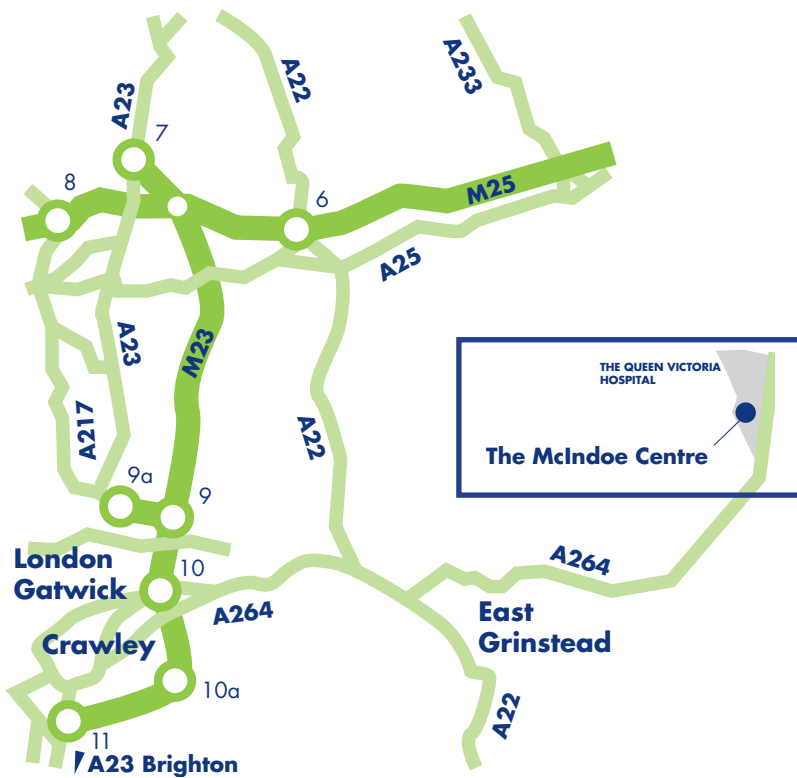 A23
A22
A233
7
8
6
M25
A25
A23
M23
A217
A22
THE QUEEN VICTORIA
HOSPITAL
The McIndoe Centre
9a
9
London
Gatwick
10
A264
A264
East
Grinstead
Crawley
10a
A22
11
A23 Brighton